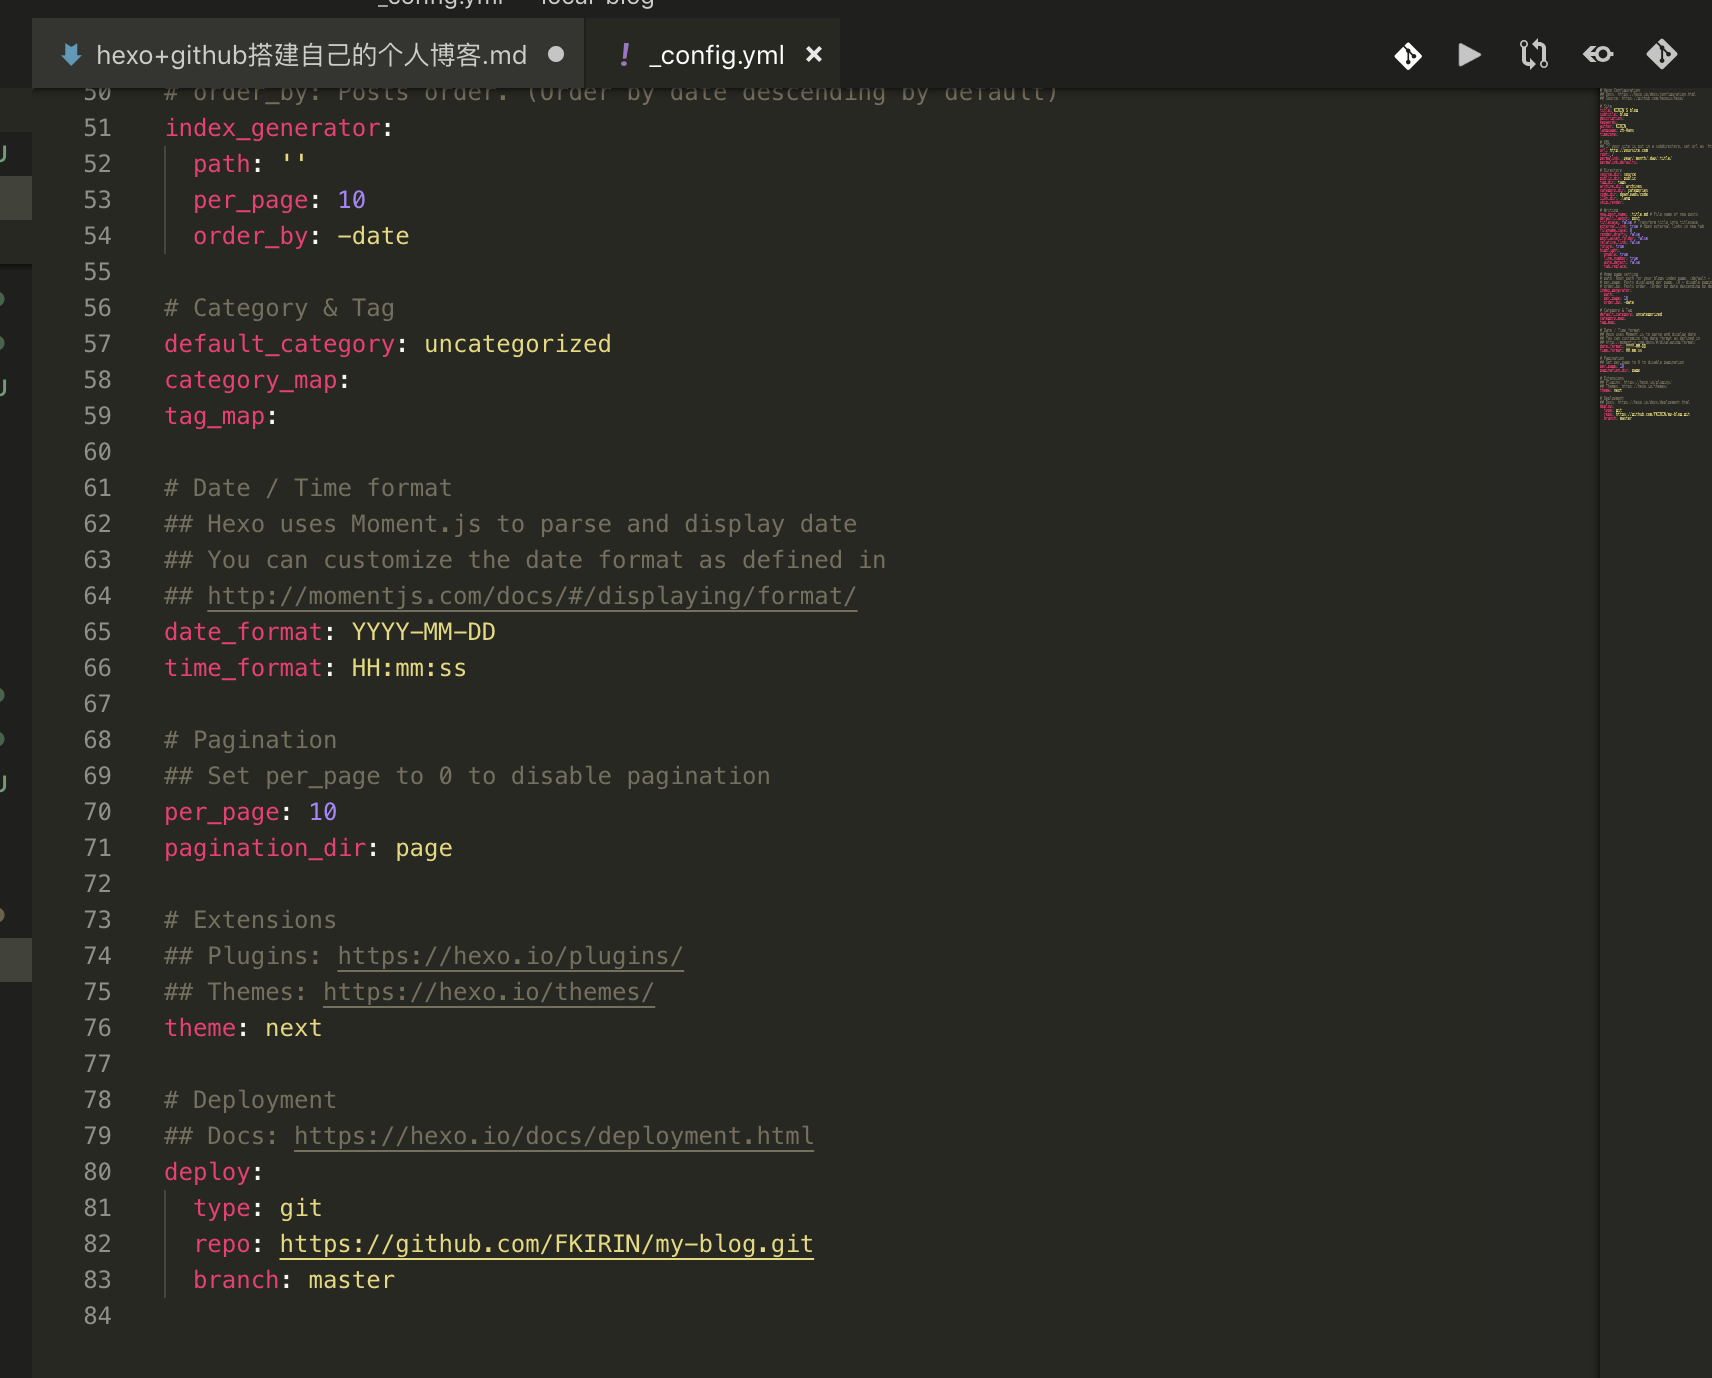 _config.yml — local-blog
hexo+github搭建自己的个人博客.md
_config.yml
50 # order_by: Posts order. (Order by date descending by default)
51 index_generator:
52 path: ''
53 per_page: 10
54 order_by: -date
55
56 # Category & Tag
57 default_category: uncategorized
58 category_map:
59 tag_map:
60
61 # Date / Time format
62 ## Hexo uses Moment.js to parse and display date
63 ## You can customize the date format as defined in
64 ## http://momentjs.com/docs/#/displaying/format/
65 date_format: YYYY-MM-DD
66 time_format: HH:mm:ss
67
68 # Pagination
69 ## Set per_page to 0 to disable pagination
70 per_page: 10
71 pagination_dir: page
72
73 # Extensions
74 ## Plugins: https://hexo.io/plugins/
75 ## Themes: https://hexo.io/themes/
76 theme: next
77
78 # Deployment
79 ## Docs: https://hexo.io/docs/deployment.html
80 deploy:
81 type: git
82 repo: https://github.com/FKIRIN/my-blog.git
83 branch: master
84